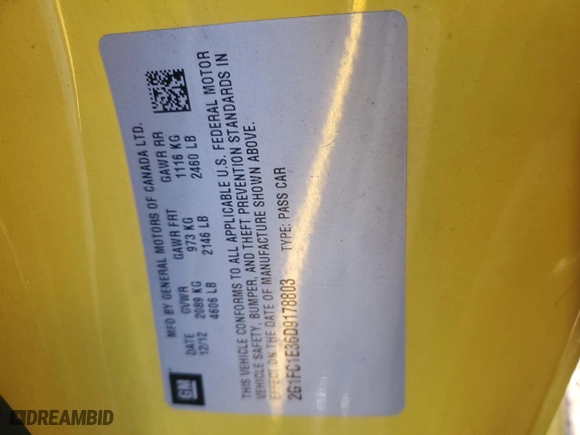 MFD BY GENERAL MOTORS OF CANADA LTD.
DATE GVWR GAWR FRT GAWR RR
12/12 2089 KG 973 KG 1116 KG
4606 LB 2146 LB 2460 LB
THIS VEHICLE CONFORMS TO ALL APPLICABLE U.S. FEDERAL MOTOR
VEHICLE SAFETY, BUMPER, AND THEFT PREVENTION STANDARDS IN
EFFECT ON THE DATE OF MANUFACTURE SHOWN ABOVE.
2G1FC1E36D9178803 TYPE: PASS CAR
GM
DREAMBID